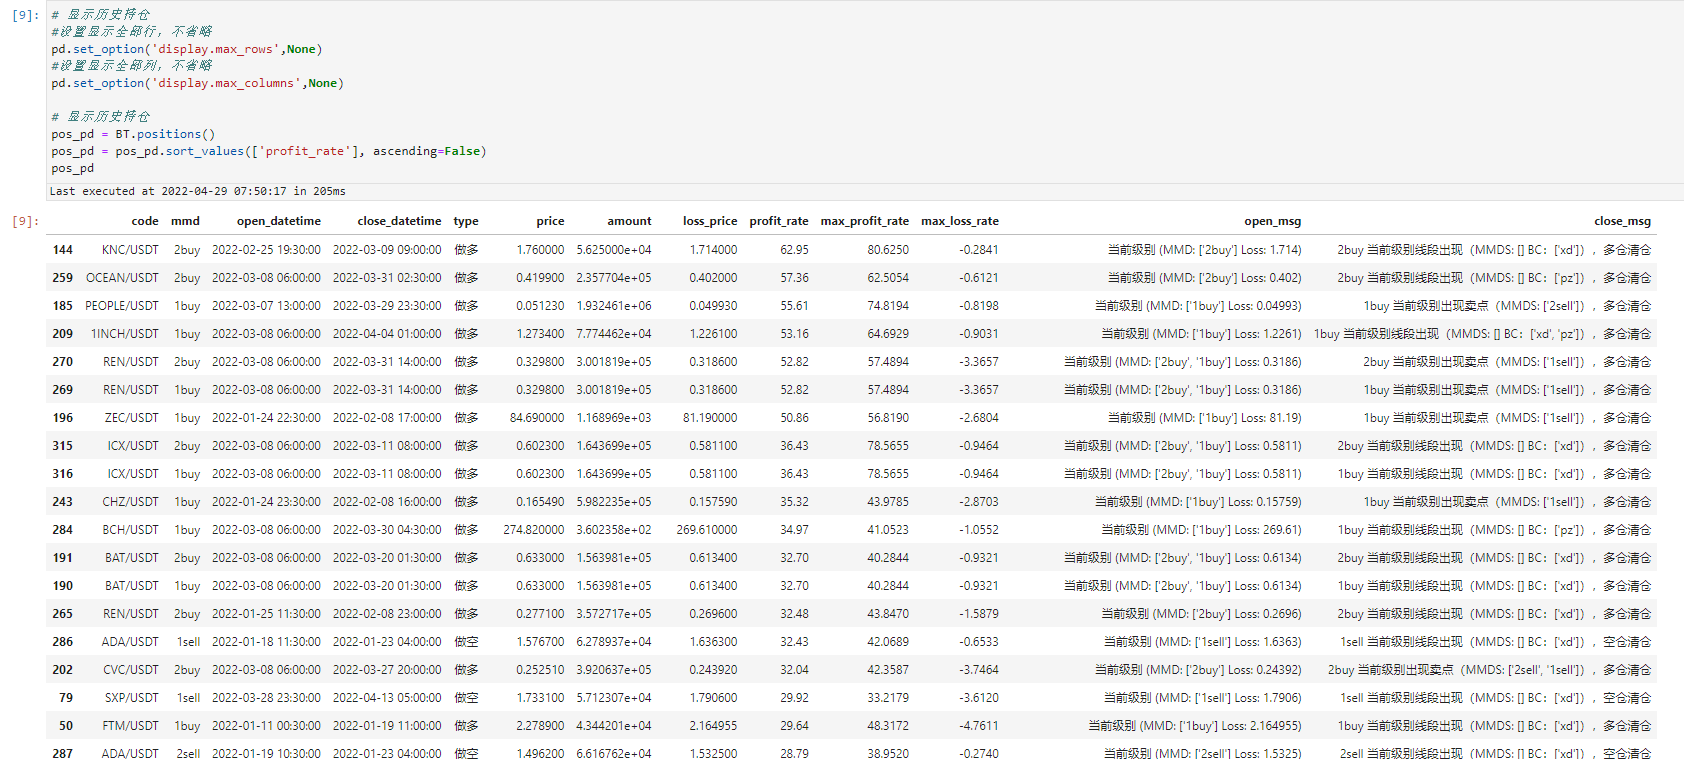 [9]: # 显示历史持仓
#设置显示全部行，不省略
pd.set_option('display.max_rows',None)
#设置显示全部列，不省略
pd.set_option('display.max_columns',None)
# 显示历史持仓
pos_pd = BT.positions()
pos_pd = pos_pd.sort_values(['profit_rate'], ascending=False)
pos_pd
Last executed at 2022-04-29 07:50:17 in 205ms
[9]: code mmd open_datetime close_datetime type price amount loss_price profit_rate max_profit_rate max_loss_rate open_msg close_msg
144 KNC/USDT 2buy 2022-02-25 19:30:00 2022-03-09 09:00:00 做多 1.760000 5.625000e+04 1.714000 62.95 80.6250 -0.2841 当前级别 (MMD: ['2buy'] Loss: 1.714) 2buy 当前级别线段出现（MMDS: [] BC：['xd']），多仓清仓
259 OCEAN/USDT 2buy 2022-03-08 06:00:00 2022-03-31 02:30:00 做多 0.419900 2.357704e+05 0.402000 57.36 62.5054 -0.6121 当前级别 (MMD: ['2buy'] Loss: 0.402) 2buy 当前级别线段出现（MMDS: [] BC：['pz']），多仓清仓
185 PEOPLE/USDT 1buy 2022-03-07 13:00:00 2022-03-29 23:30:00 做多 0.051230 1.932461e+06 0.049930 55.61 74.8194 -0.8198 当前级别 (MMD: ['1buy'] Loss: 0.04993) 1buy 当前级别出现卖点（MMDS: ['2sell']），多仓清仓
209 1INCH/USDT 1buy 2022-03-08 06:00:00 2022-04-04 01:00:00 做多 1.273400 7.774462e+04 1.226100 53.16 64.6929 -0.9031 当前级别 (MMD: ['1buy'] Loss: 1.2261) 1buy 当前级别线段出现（MMDS: [] BC：['xd', 'pz']），多仓清仓
270 REN/USDT 2buy 2022-03-08 06:00:00 2022-03-31 14:00:00 做多 0.329800 3.001819e+05 0.318600 52.82 57.4894 -3.3657 当前级别 (MMD: ['2buy', '1buy'] Loss: 0.3186) 2buy 当前级别出现卖点（MMDS: ['1sell']），多仓清仓
269 REN/USDT 1buy 2022-03-08 06:00:00 2022-03-31 14:00:00 做多 0.329800 3.001819e+05 0.318600 52.82 57.4894 -3.3657 当前级别 (MMD: ['2buy', '1buy'] Loss: 0.3186) 1buy 当前级别出现卖点（MMDS: ['1sell']），多仓清仓
196 ZEC/USDT 1buy 2022-01-24 22:30:00 2022-02-08 17:00:00 做多 84.690000 1.168969e+03 81.190000 50.86 56.8190 -2.6804 当前级别 (MMD: ['1buy'] Loss: 81.19) 1buy 当前级别出现卖点（MMDS: ['1sell']），多仓清仓
315 ICX/USDT 2buy 2022-03-08 06:00:00 2022-03-11 08:00:00 做多 0.602300 1.643699e+05 0.581100 36.43 78.5655 -0.9464 当前级别 (MMD: ['2buy', '1buy'] Loss: 0.5811) 2buy 当前级别线段出现（MMDS: [] BC：['xd']），多仓清仓
316 ICX/USDT 1buy 2022-03-08 06:00:00 2022-03-11 08:00:00 做多 0.602300 1.643699e+05 0.581100 36.43 78.5655 -0.9464 当前级别 (MMD: ['2buy', '1buy'] Loss: 0.5811) 1buy 当前级别线段出现（MMDS: [] BC：['xd']），多仓清仓
243 CHZ/USDT 1buy 2022-01-24 23:30:00 2022-02-08 16:00:00 做多 0.165490 5.982235e+05 0.157590 35.32 43.9785 -2.8703 当前级别 (MMD: ['1buy'] Loss: 0.15759) 1buy 当前级别出现卖点（MMDS: ['1sell']），多仓清仓
284 BCH/USDT 1buy 2022-03-08 06:00:00 2022-03-30 04:30:00 做多 274.820000 3.602358e+02 269.610000 34.97 41.0523 -1.0552 当前级别 (MMD: ['1buy'] Loss: 269.61) 1buy 当前级别线段出现（MMDS: [] BC：['pz']），多仓清仓
191 BAT/USDT 2buy 2022-03-08 06:00:00 2022-03-20 01:30:00 做多 0.633000 1.563981e+05 0.613400 32.70 40.2844 -0.9321 当前级别 (MMD: ['2buy', '1buy'] Loss: 0.6134) 2buy 当前级别线段出现（MMDS: [] BC：['xd']），多仓清仓
190 BAT/USDT 1buy 2022-03-08 06:00:00 2022-03-20 01:30:00 做多 0.633000 1.563981e+05 0.613400 32.70 40.2844 -0.9321 当前级别 (MMD: ['2buy', '1buy'] Loss: 0.6134) 1buy 当前级别线段出现（MMDS: [] BC：['xd']），多仓清仓
265 REN/USDT 2buy 2022-01-25 11:30:00 2022-02-08 23:00:00 做多 0.277100 3.572717e+05 0.269600 32.48 43.8470 -1.5879 当前级别 (MMD: ['2buy'] Loss: 0.2696) 2buy 当前级别线段出现（MMDS: [] BC：['xd']），多仓清仓
286 ADA/USDT 1sell 2022-01-18 11:30:00 2022-01-23 04:00:00 做空 1.576700 6.278937e+04 1.636300 32.43 42.0689 -0.6533 当前级别 (MMD: ['1sell'] Loss: 1.6363) 1sell 当前级别线段出现（MMDS: [] BC：['xd']），空仓清仓
202 CVC/USDT 2buy 2022-03-08 06:00:00 2022-03-27 20:00:00 做多 0.252510 3.920637e+05 0.243920 32.04 42.3587 -3.7464 当前级别 (MMD: ['2buy'] Loss: 0.24392) 2buy 当前级别出现卖点（MMDS: ['2sell', '1sell']），多仓清仓
79 SXP/USDT 1sell 2022-03-28 23:30:00 2022-04-13 05:00:00 做空 1.733100 5.712307e+04 1.790600 29.92 33.2179 -3.6120 当前级别 (MMD: ['1sell'] Loss: 1.7906) 1sell 当前级别线段出现（MMDS: [] BC：['xd']），空仓清仓
50 FTM/USDT 1buy 2022-01-11 00:30:00 2022-01-19 11:00:00 做多 2.278900 4.344201e+04 2.164955 29.64 48.3172 -4.7611 当前级别 (MMD: ['1buy'] Loss: 2.164955) 1buy 当前级别线段出现（MMDS: [] BC：['xd']），多仓清仓
287 ADA/USDT 2sell 2022-01-19 10:30:00 2022-01-23 04:00:00 做空 1.496200 6.616762e+04 1.532500 28.79 38.9520 -0.2740 当前级别 (MMD: ['2sell'] Loss: 1.5325) 2sell 当前级别线段出现（MMDS: [] BC：['xd']），空仓清仓